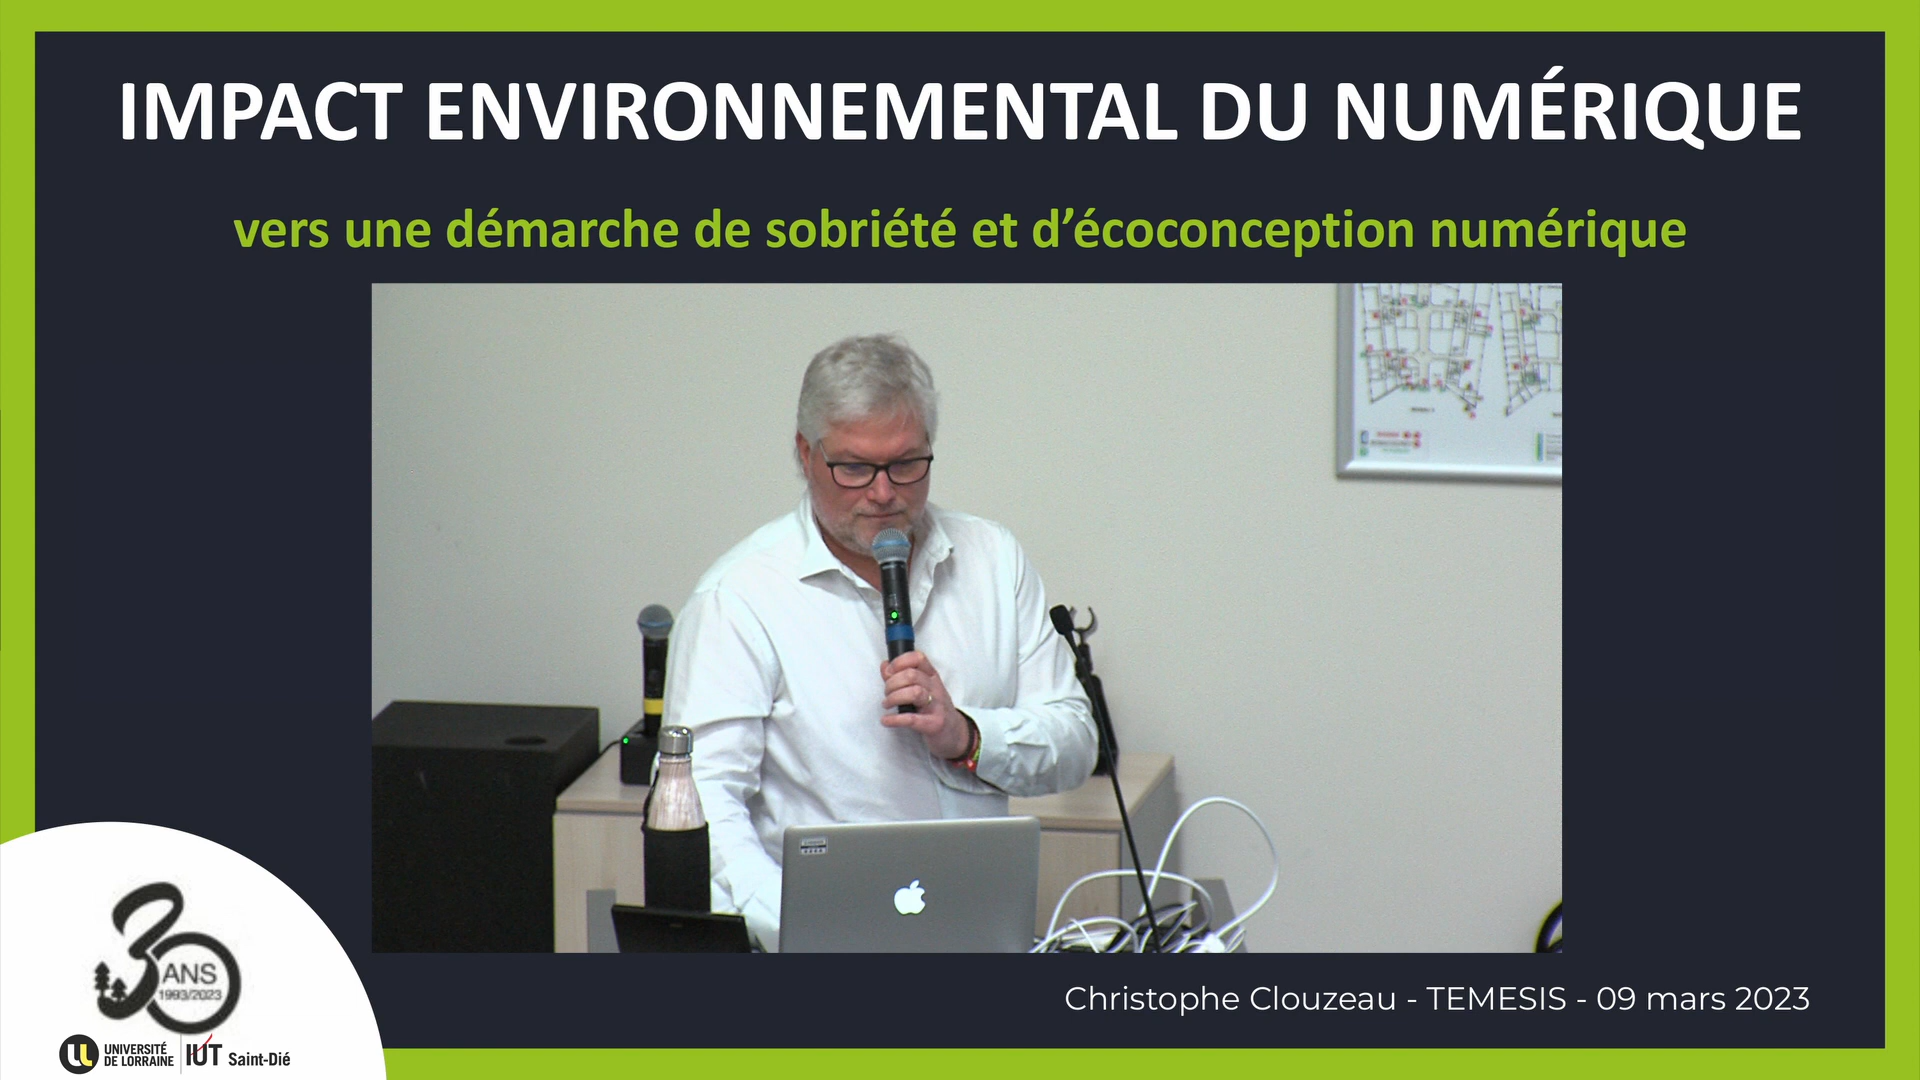 IMPACT ENVIRONNEMENTAL DU NUMÉRIQUE
vers une démarche de sobriété et d’écoconception numérique
30 ANS
1993/2023
UNIVERSITÉ
DE LORRAINE
IUT Saint-Dié
Christophe Clouzeau - TEMESIS - 09 mars 2023